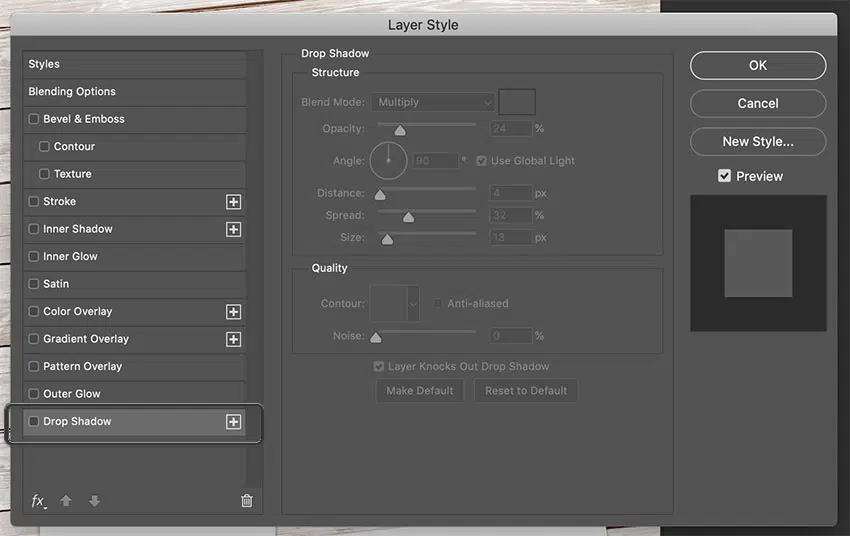 Layer Style
Styles
Blending Options
Bevel & Emboss
Contour
Texture
Stroke
Inner Shadow
Inner Glow
Satin
Color Overlay
Gradient Overlay
Pattern Overlay
Outer Glow
Drop Shadow
fx
Drop Shadow
Structure
Blend Mode: Multiply
Opacity: 24 %
Angle: 90 ° Use Global Light
Distance: 4 px
Spread: 32 %
Size: 13 px
Quality
Contour: Anti-aliased
Noise: 0 %
Layer Knocks Out Drop Shadow
Make Default Reset to Default
OK
Cancel
New Style...
Preview